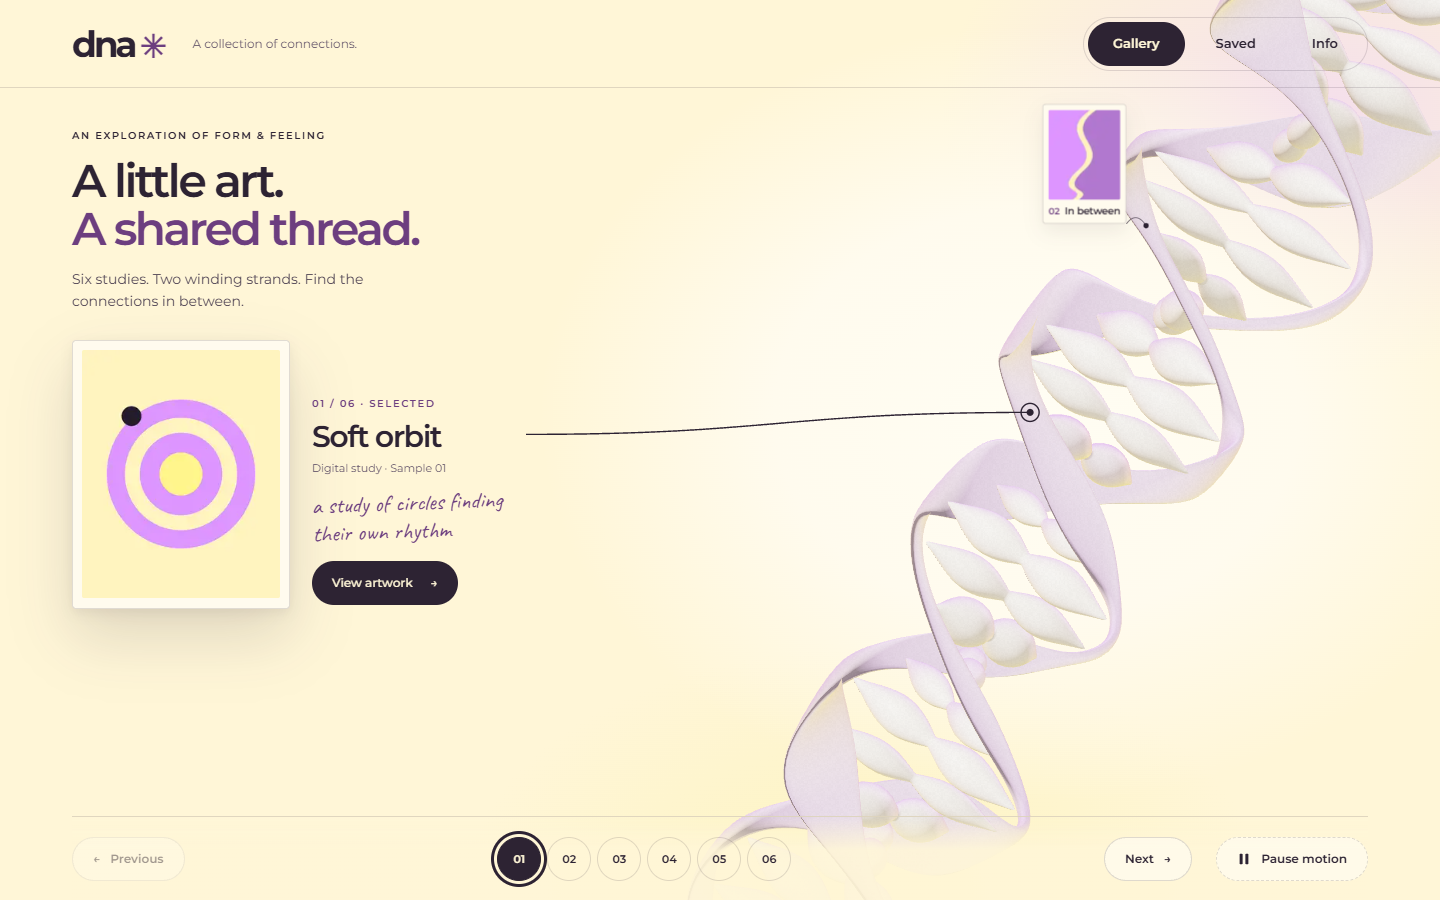 dna
A collection of connections.
Gallery
Saved
Info
AN EXPLORATION OF FORM & FEELING
A little art.
A shared thread.
Six studies. Two winding strands. Find the
connections in between.
02 In between
01 / 06 · SELECTED
Soft orbit
Digital study · Sample 01
a study of circles finding
their own rhythm
View artwork →
← Previous
01
02
03
04
05
06
Next →
Pause motion